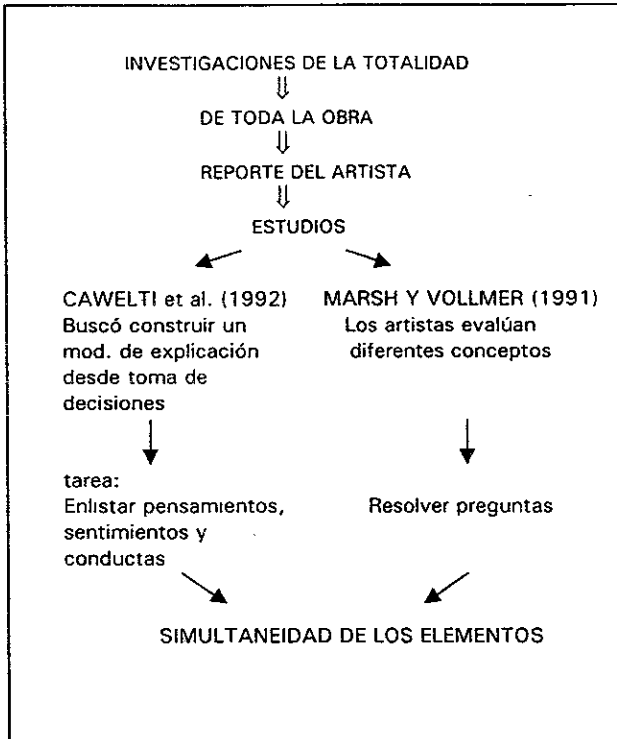 INVESTIGACIONES DE LA TOTALIDAD
DE TODA LA OBRA
REPORTE DEL ARTISTA
ESTUDIOS
CAWELTI et al. (1992)
Buscó construir un
mod. de explicación
desde toma de
decisiones
MARSH Y VOLLMER (1991)
Los artistas evalúan
diferentes conceptos
tarea:
Enlistar pensamientos,
sentimientos y
conductas
Resolver preguntas
SIMULTANEIDAD DE LOS ELEMENTOS